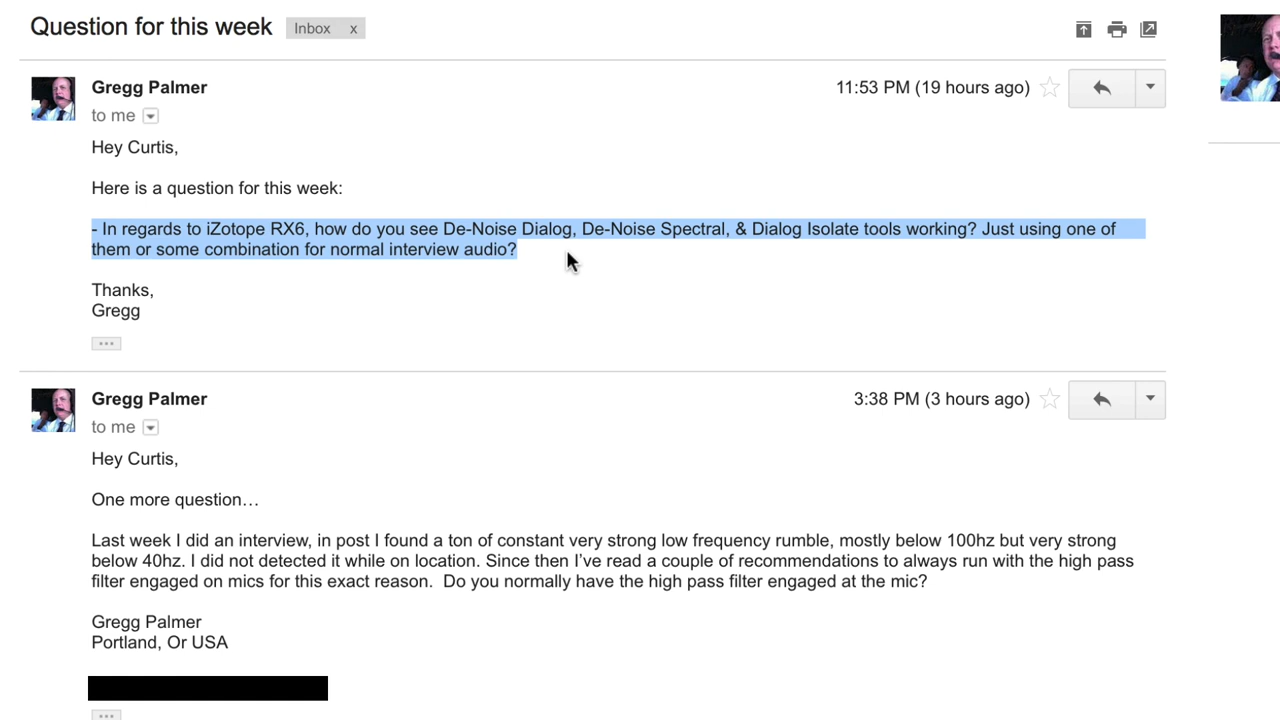 Question for this week
Inbox x
Gregg Palmer
11:53 PM (19 hours ago)
to me
Hey Curtis,
Here is a question for this week:
- In regards to iZotope RX6, how do you see De-Noise Dialog, De-Noise Spectral, & Dialog Isolate tools working? Just using one of
them or some combination for normal interview audio?
Thanks,
Gregg
Gregg Palmer
3:38 PM (3 hours ago)
to me
Hey Curtis,
One more question…
Last week I did an interview, in post I found a ton of constant very strong low frequency rumble, mostly below 100hz but very strong
below 40hz. I did not detected it while on location. Since then I've read a couple of recommendations to always run with the high pass
filter engaged on mics for this exact reason.  Do you normally have the high pass filter engaged at the mic?
Gregg Palmer
Portland, Or USA